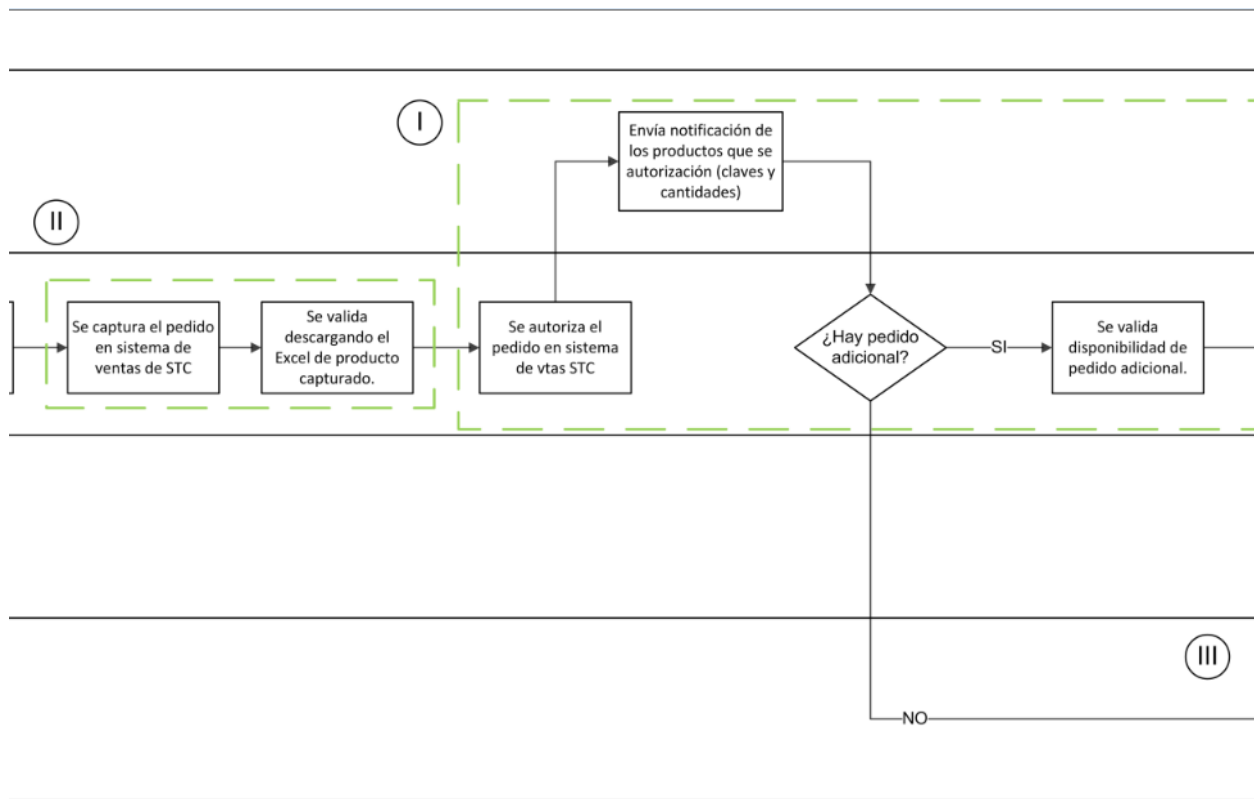 I
Envía notificación de
los productos que se
autorización (claves y
cantidades)
II
Se captura el pedido
en sistema de
ventas de STC
Se valida
descargando el
Excel de producto
capturado.
Se autoriza el
pedido en sistema
de vtas STC
¿Hay pedido
adicional?
SI
Se valida
disponibilidad de
pedido adicional.
III
NO